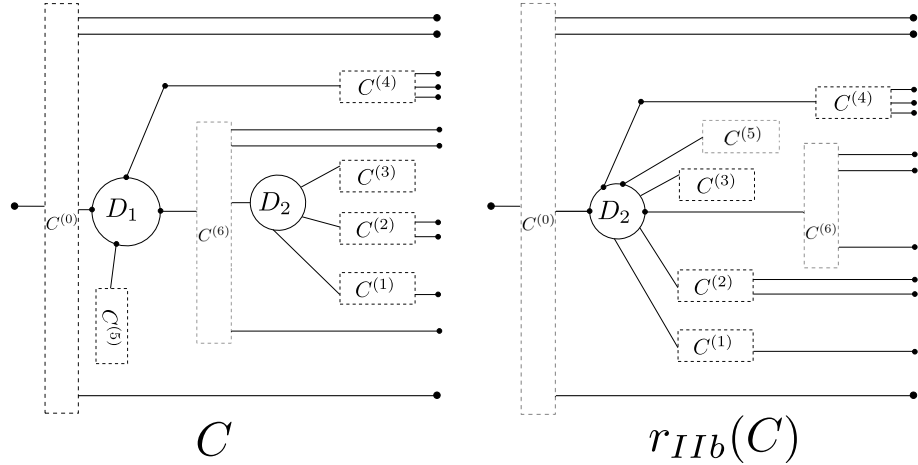 C^{(0)}
D_1
C^{(5)}
C^{(4)}
C^{(6)}
D_2
C^{(3)}
C^{(2)}
C^{(1)}
C
C^{(0)}
D_2
C^{(4)}
C^{(5)}
C^{(3)}
C^{(6)}
C^{(2)}
C^{(1)}
r_{IIb}(C)